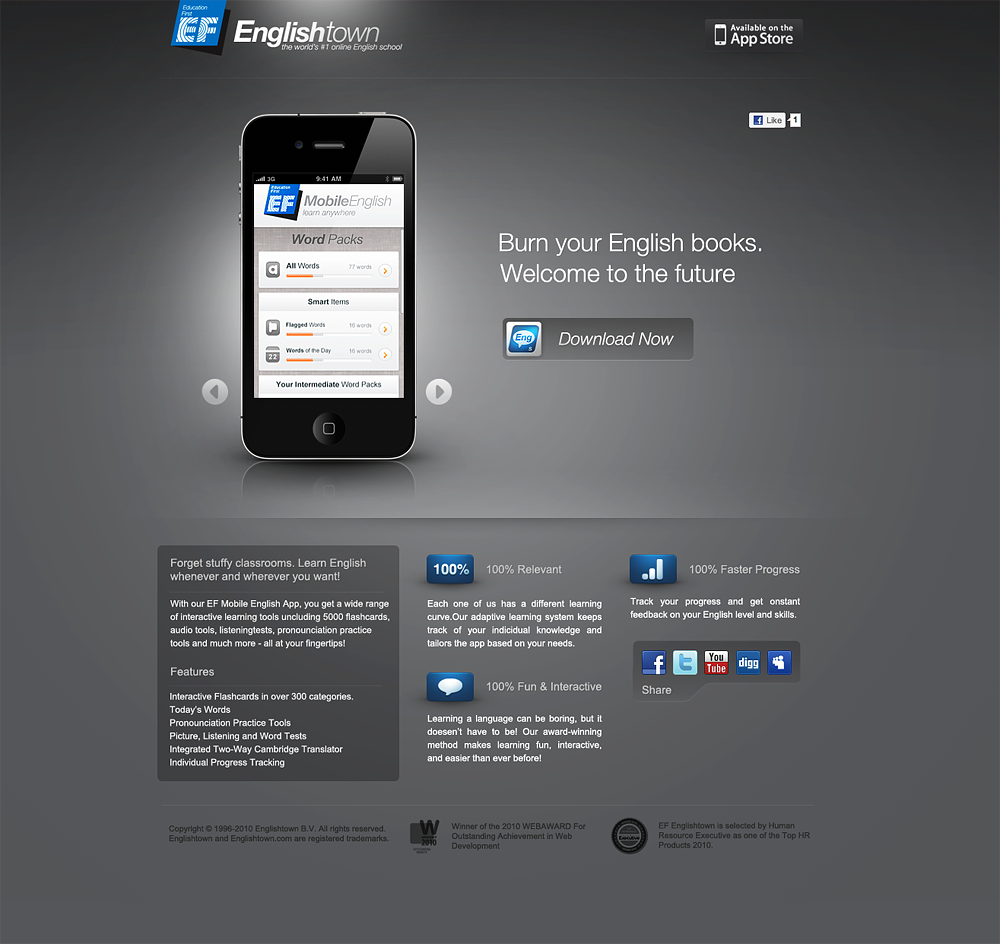 Education
First
EF
Englishtown
the world's #1 online English school
Available on the
App Store
Like
1
3G
9:41 AM
Education
First
EF
MobileEnglish
learn anywhere
Word Packs
All Words
77 words
Smart Items
Flagged Words
16 words
22
Words of the Day
16 words
Your Intermediate Word Packs
Burn your English books.
Welcome to the future
Eng
Download Now
Forget stuffy classrooms. Learn English
whenever and wherever you want!
With our EF Mobile English App, you get a wide range
of interactive learning tools uncluding 5000 flashcards,
audio tools, listeningtests, pronounciation practice
tools and much more - all at your fingertips!
Features
Interactive Flashcards in over 300 categories.
Today's Words
Pronounciation Practice Tools
Picture, Listening and Word Tests
Integrated Two-Way Cambridge Translator
Individual Progress Tracking
100%
100% Relevant
Each one of us has a different learning
curve.Our adaptive learning system keeps
track of your indicidual knowledge and
tailors the app based on your needs.
100% Fun & Interactive
Learning a language can be boring, but it
doesen't have to be! Our award-winning
method makes learning fun, interactive,
and easier than ever before!
100% Faster Progress
Track your progress and get onstant
feedback on your English level and skills.
f
t
You
Tube
digg
Share
Copyright © 1996-2010 Englishtown B.V. All rights reserved.
Englishtown and Englishtown.com are registered trademarks.
W
2010
Winner of the 2010 WEBAWARD For
Outstanding Achievement in Web
Development
EF Englishtown is selected by Human
Resource Executive as one of the Top HR
Products 2010.